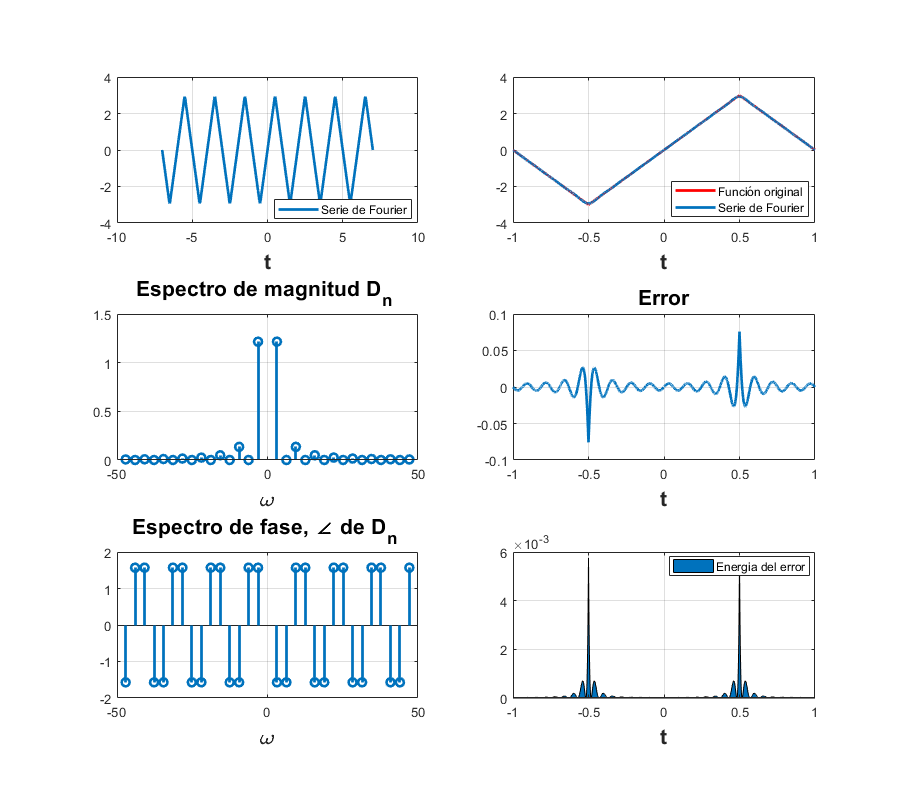 4
2
0
-2
-4
-10 -5 0 5 10
t
Serie de Fourier
4
2
0
-2
-4
-1 -0.5 0 0.5 1
t
Función original
Serie de Fourier
Espectro de magnitud Dn
1.5
1
0.5
0
-50 0 50
ω
Error
0.1
0.05
0
-0.05
-0.1
-1 -0.5 0 0.5 1
t
Espectro de fase, ∠ de Dn
2
1
0
-1
-2
-50 0 50
ω
×10-3
6
4
2
0
-1 -0.5 0 0.5 1
t
Energia del error